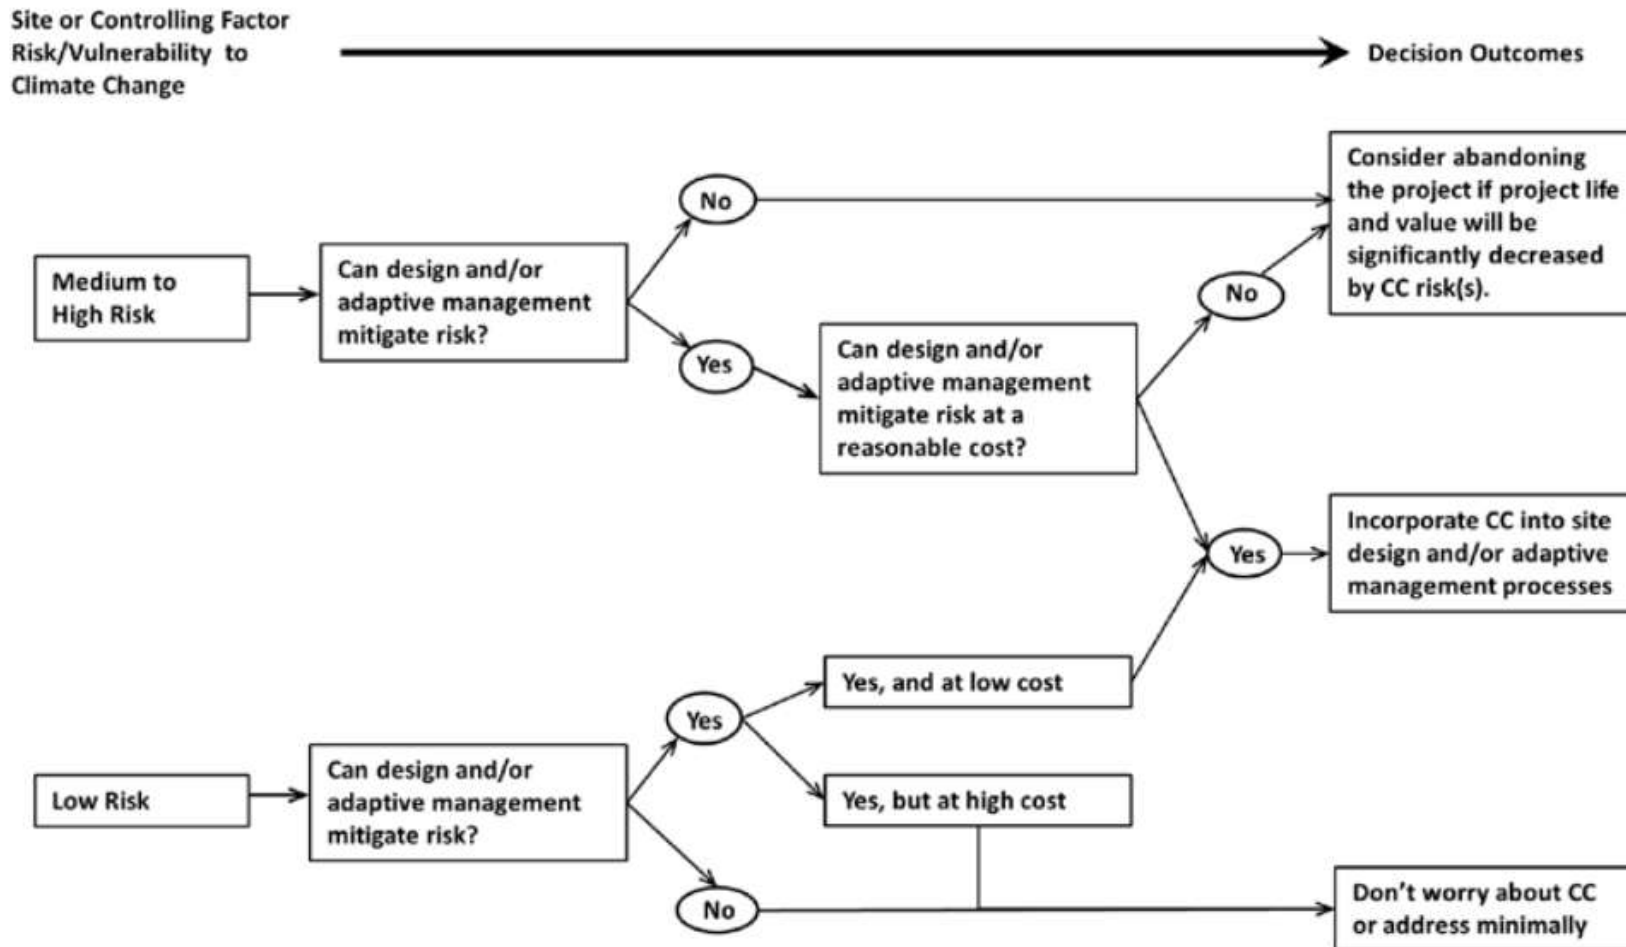 Site or Controlling Factor
Risk/Vulnerability to
Climate Change
Decision Outcomes
Consider abandoning
the project if project life
and value will be
significantly decreased
by CC risk(s).
No
Medium to
High Risk
Can design and/or
adaptive management
mitigate risk?
No
Yes
Can design and/or
adaptive management
mitigate risk at a
reasonable cost?
Incorporate CC into site
design and/or adaptive
management processes
Yes
Yes, and at low cost
Yes
Low Risk
Can design and/or
adaptive management
mitigate risk?
Yes, but at high cost
No
Don't worry about CC
or address minimally